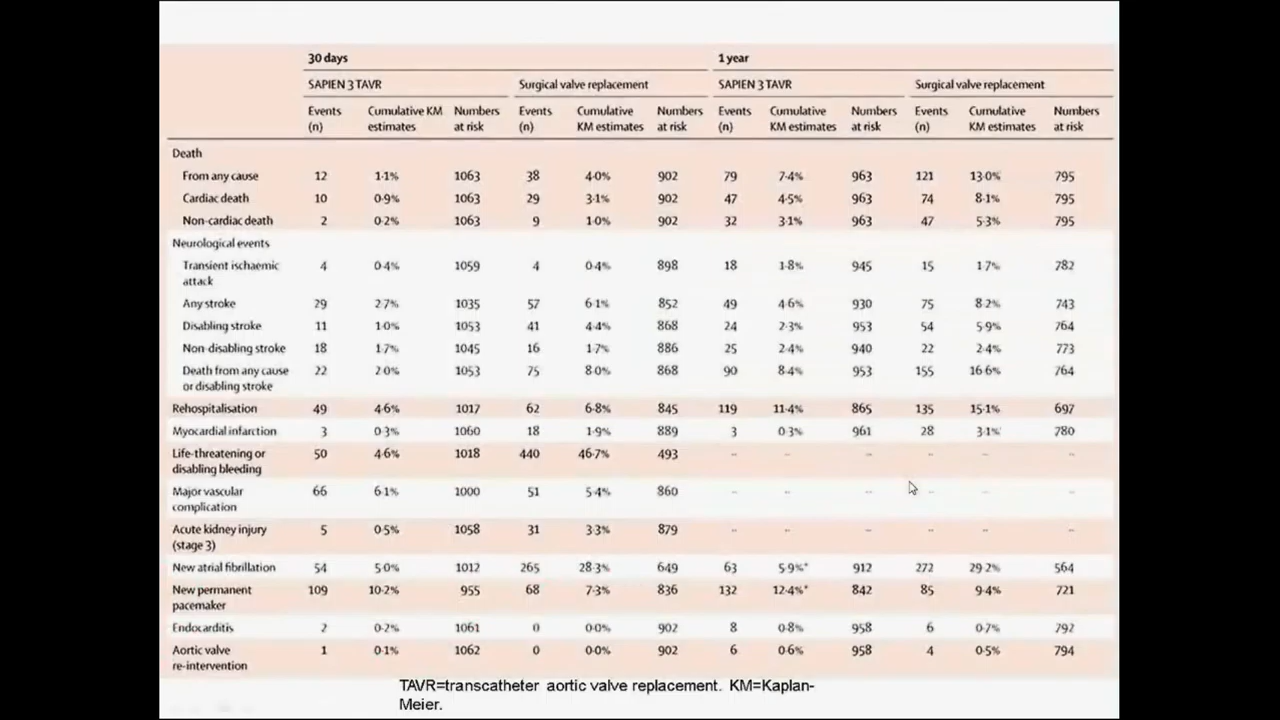 30 days 1 year
SAPIEN 3 TAVR Surgical valve replacement SAPIEN 3 TAVR Surgical valve replacement
Events Cumulative KM Numbers Events Cumulative Numbers Events Cumulative Numbers Events Cumulative Numbers
(n) estimates at risk (n) KM estimates at risk (n) KM estimates at risk (n) KM estimates at risk
Death
From any cause 12 1·1% 1063 38 4·0% 902 79 7·4% 963 121 13·0% 795
Cardiac death 10 0·9% 1063 29 3·1% 902 47 4·5% 963 74 8·1% 795
Non-cardiac death 2 0·2% 1063 9 1·0% 902 32 3·1% 963 47 5·3% 795
Neurological events
Transient ischaemic 4 0·4% 1059 4 0·4% 898 18 1·8% 945 15 1·7% 782
attack
Any stroke 29 2·7% 1035 57 6·1% 852 49 4·6% 930 75 8·2% 743
Disabling stroke 11 1·0% 1053 41 4·4% 868 24 2·3% 953 54 5·9% 764
Non-disabling stroke 18 1·7% 1045 16 1·7% 886 25 2·4% 940 22 2·4% 773
Death from any cause 22 2·0% 1053 75 8·0% 868 90 8·4% 953 155 16·6% 764
or disabling stroke
Rehospitalisation 49 4·6% 1017 62 6·8% 845 119 11·4% 865 135 15·1% 697
Myocardial infarction 3 0·3% 1060 18 1·9% 889 3 0·3% 961 28 3·1% 780
Life-threatening or 50 4·6% 1018 440 46·7% 493 ·· ·· ·· ·· ·· ··
disabling bleeding
Major vascular 66 6·1% 1000 51 5·4% 860 ·· ·· ·· ·· ·· ··
complication
Acute kidney injury 5 0·5% 1058 31 3·3% 879 ·· ·· ·· ·· ·· ··
(stage 3)
New atrial fibrillation 54 5·0% 1012 265 28·3% 649 63 5·9%* 912 272 29·2% 564
New permanent 109 10·2% 955 68 7·3% 836 132 12·4%* 842 85 9·4% 721
pacemaker
Endocarditis 2 0·2% 1061 0 0·0% 902 8 0·8% 958 6 0·7% 792
Aortic valve 1 0·1% 1062 0 0·0% 902 6 0·6% 958 4 0·5% 794
re-intervention
TAVR=transcatheter aortic valve replacement. KM=Kaplan-
Meier.